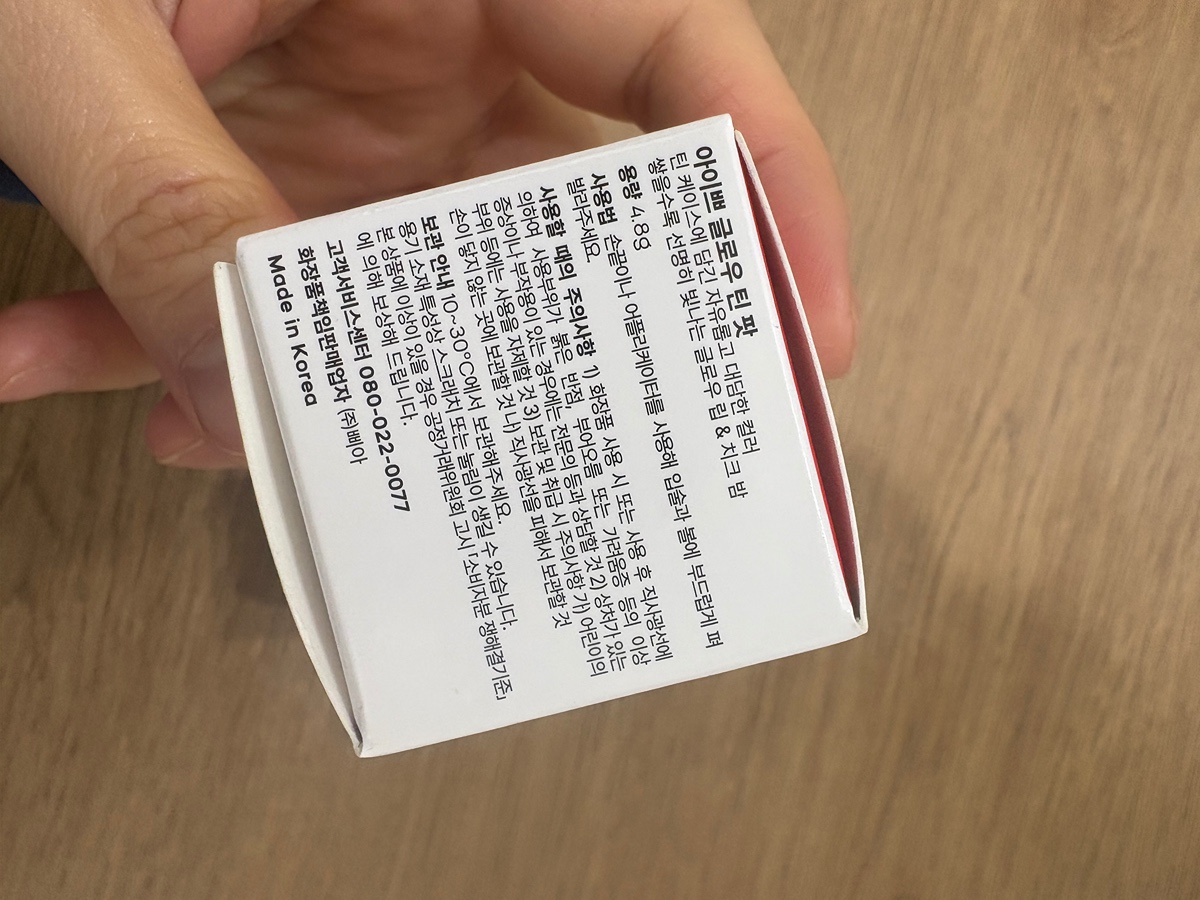 아이쁘 글로우 틴 팟
틴 케이스에 담긴 자유롭고 대담한 컬러
쌓을수록 선명히 빛나는 글로우 립 & 치크 밤
용량 4.8g
사용법 손끝이나 어플리케이터를 사용해 입술과 볼에 부드럽게 펴
발라주세요
사용할 때의 주의사항 1) 화장품 사용 시 또는 사용 후 직사광선에
의하여 사용부위가 붉은 반점, 부어오름 또는 가려움증 등의 이상
증상이나 부작용이 있는 경우에는 전문의 등과 상담할 것 2) 상처가 있는
부위 등에는 사용을 자제할 것 3) 보관 및 취급 시 주의사항 가) 어린이의
손이 닿지 않는 곳에 보관할 것 나) 직사광선을 피해서 보관할 것
보관 안내 10~30°C에서 보관해주세요.
용기 소재 특성상 스크래치 또는 눌림이 생길 수 있습니다.
본 상품에 이상이 있을 경우 공정거래위원회 고시 「소비자분쟁해결기준」
에 의해 보상해 드립니다.
고객서비스센터 080-022-0077
화장품책임판매업자 (주)삐아
Made in Korea